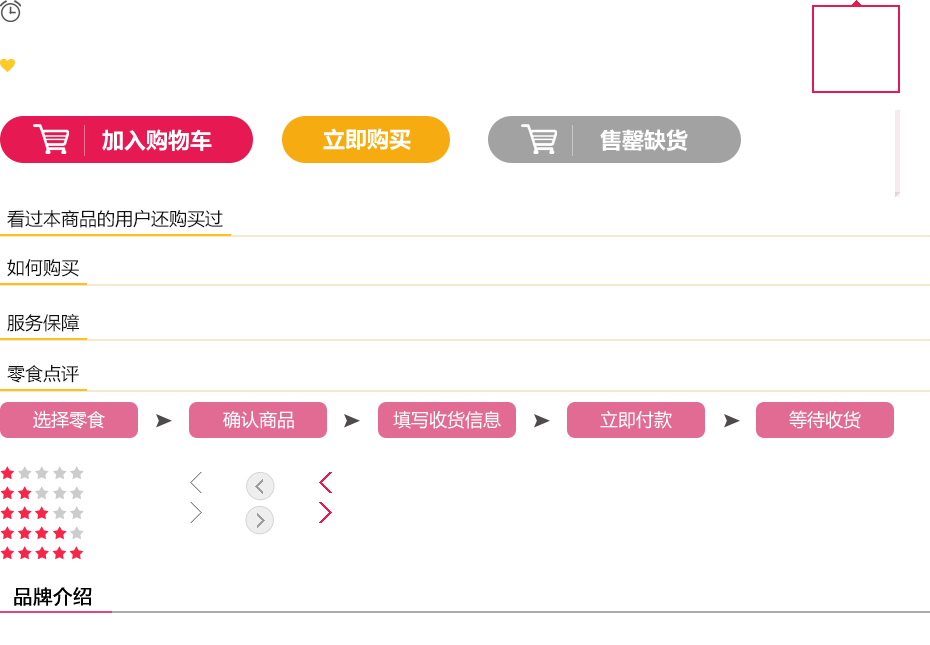 加入购物车 立即购买 售罄缺货
看过本商品的用户还购买过
如何购买
服务保障
零食点评
选择零食 确认商品 填写收货信息 立即付款 等待收货
品牌介绍